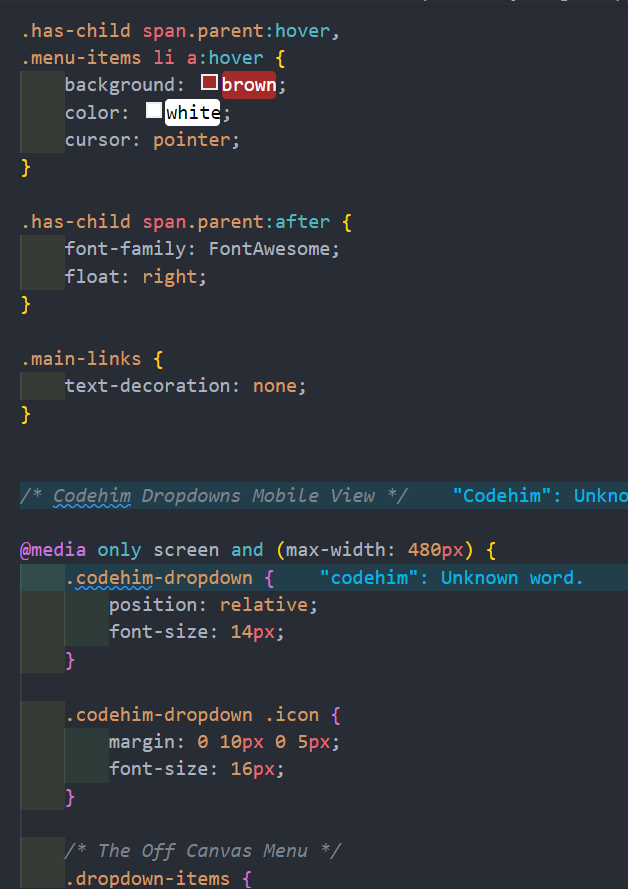 .has-child span.parent:hover,
.menu-items li a:hover {
    background: brown;
    color: white;
    cursor: pointer;
}

.has-child span.parent:after {
    font-family: FontAwesome;
    float: right;
}

.main-links {
    text-decoration: none;
}

/* Codehim Dropdowns Mobile View */    "Codehim": Unkno

@media only screen and (max-width: 480px) {
    .codehim-dropdown {    "codehim": Unknown word.
        position: relative;
        font-size: 14px;
    }

    .codehim-dropdown .icon {
        margin: 0 10px 0 5px;
        font-size: 16px;
    }

    /* The Off Canvas Menu */
    .dropdown-items {